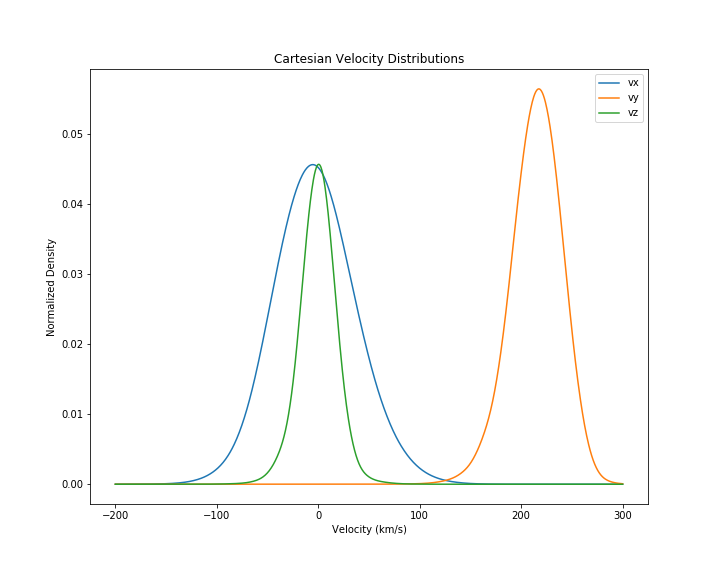 Cartesian Velocity Distributions
vx
vy
vz
Normalized Density
0.05
0.04
0.03
0.02
0.01
0.00
−200
−100
0
100
200
300
Velocity (km/s)